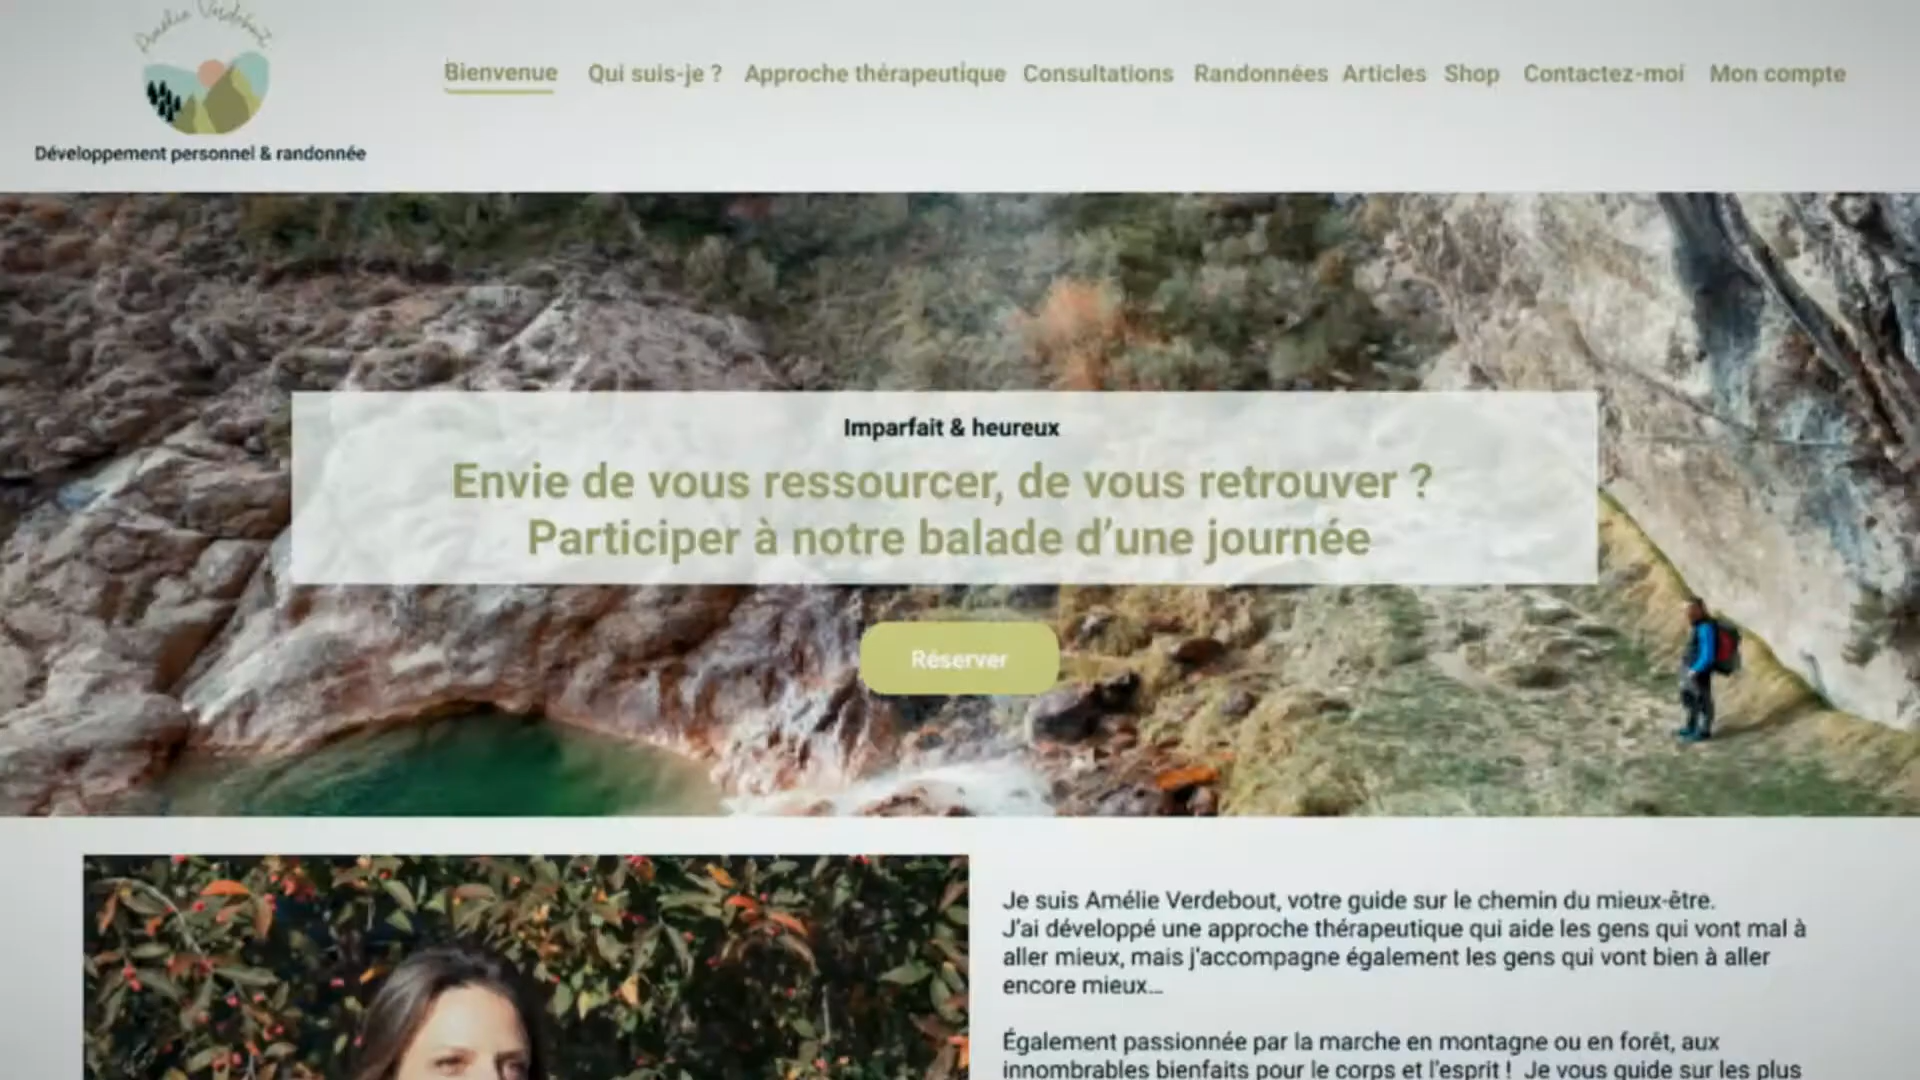 Amélie Verdebout
Développement personnel & randonnée
Bienvenue Qui suis-je ? Approche thérapeutique Consultations Randonnées Articles Shop Contactez-moi Mon compte
Imparfait & heureux
Envie de vous ressourcer, de vous retrouver ?
Participer à notre balade d’une journée
Réserver
Je suis Amélie Verdebout, votre guide sur le chemin du mieux-être.
J’ai développé une approche thérapeutique qui aide les gens qui vont mal à
aller mieux, mais j’accompagne également les gens qui vont bien à aller
encore mieux...
Également passionnée par la marche en montagne ou en forêt, aux
innombrables bienfaits pour le corps et l’esprit ! Je vous guide sur les plus